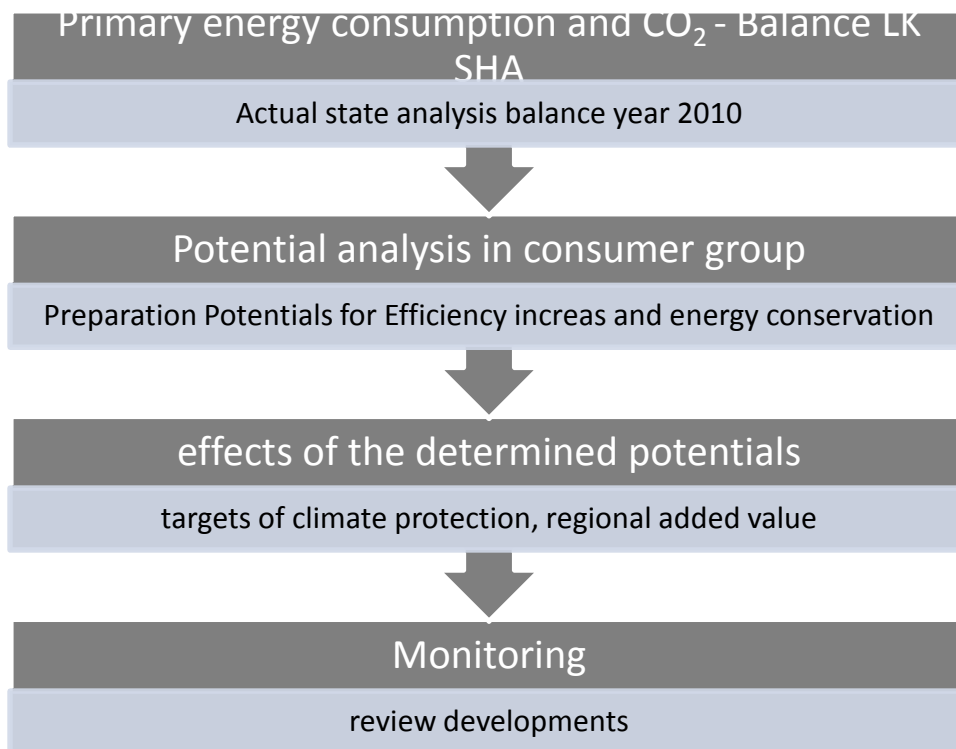 Primary energy consumption and CO₂ - Balance LK
SHA
Actual state analysis balance year 2010
Potential analysis in consumer group
Preparation Potentials for Efficiency increas and energy conservation
effects of the determined potentials
targets of climate protection, regional added value
Monitoring
review developments